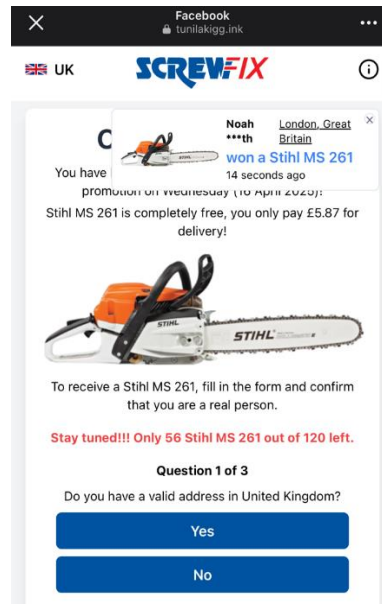 Facebook
tunilakigg.ink
UK
SCREWFIX
Noah ***th
London, Great Britain
won a Stihl MS 261
14 seconds ago
You have
promotion on Wednesday (16 April 2025)!
Stihl MS 261 is completely free, you only pay £5.87 for
delivery!
STIHL
STIHL
To receive a Stihl MS 261, fill in the form and confirm
that you are a real person.
Stay tuned!!! Only 56 Stihl MS 261 out of 120 left.
Question 1 of 3
Do you have a valid address in United Kingdom?
Yes
No